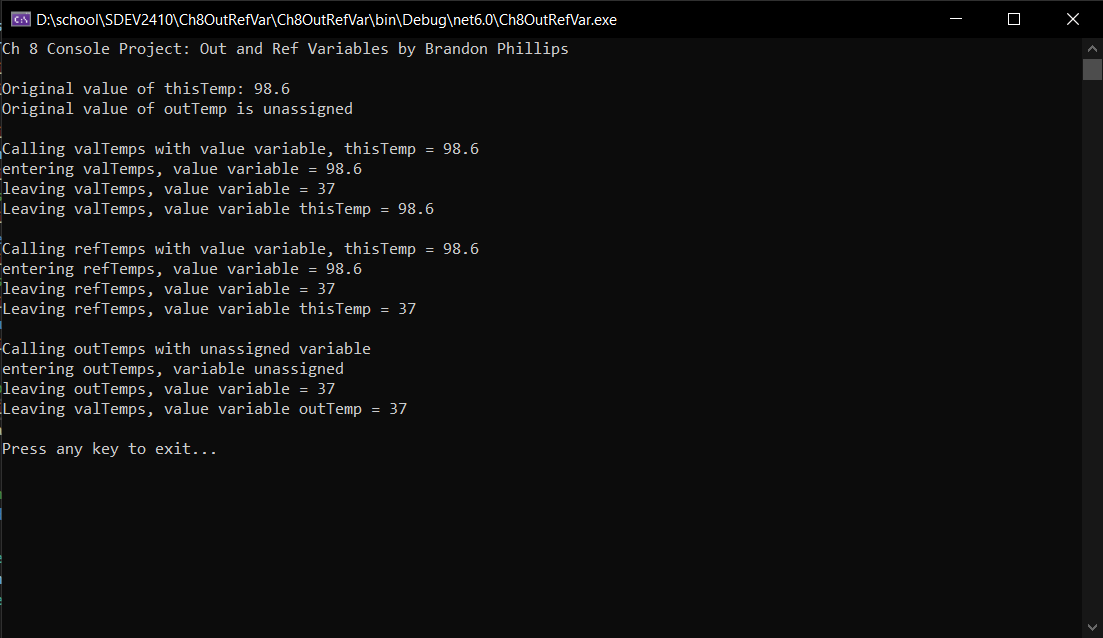 D:\school\SDEV2410\Ch8OutRefVar\Ch8OutRefVar\bin\Debug\net6.0\Ch8OutRefVar.exe
Ch 8 Console Project: Out and Ref Variables by Brandon Phillips
Original value of thisTemp: 98.6
Original value of outTemp is unassigned
Calling valTemps with value variable, thisTemp = 98.6
entering valTemps, value variable = 98.6
leaving valTemps, value variable = 37
Leaving valTemps, value variable thisTemp = 98.6
Calling refTemps with value variable, thisTemp = 98.6
entering refTemps, value variable = 98.6
leaving refTemps, value variable = 37
Leaving refTemps, value variable thisTemp = 37
Calling outTemps with unassigned variable
entering outTemps, variable unassigned
leaving outTemps, value variable = 37
Leaving valTemps, value variable outTemp = 37
Press any key to exit...